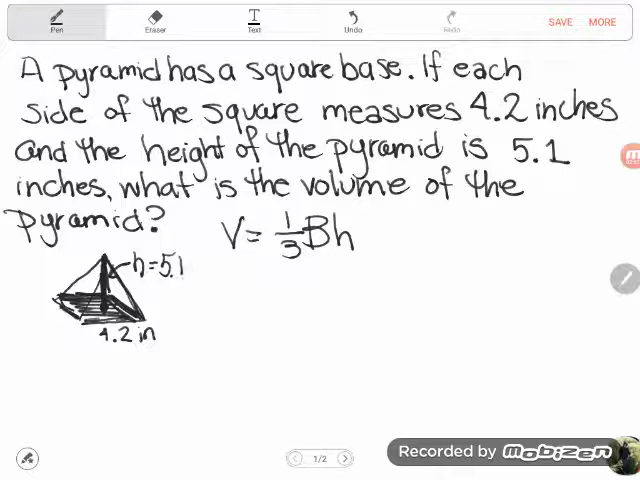 Pen Eraser Text Undo Redo SAVE MORE
A pyramid has a square base. If each
side of the square measures 4.2 inches
and the height of the pyramid is 5.1
inches, what is the volume of the
pyramid?
V = 1/3 Bh
h=5.1
4.2 in
1/2
Recorded by mobizen